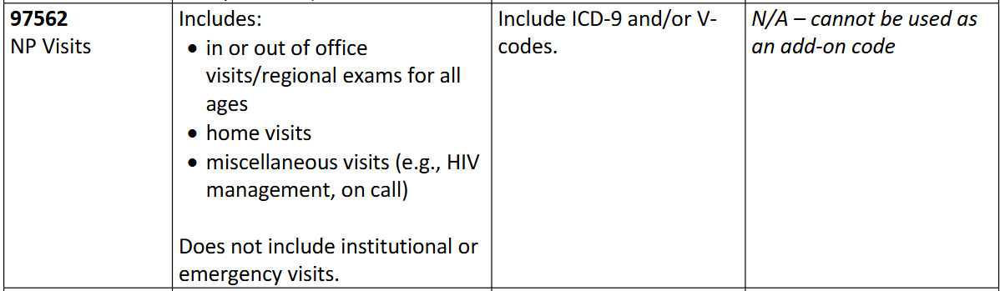 97562
NP Visits
Includes:
• in or out of office
visits/regional exams for all
ages
• home visits
• miscellaneous visits (e.g., HIV
management, on call)
Does not include institutional or
emergency visits.
Include ICD-9 and/or V-
codes.
N/A – cannot be used as
an add-on code